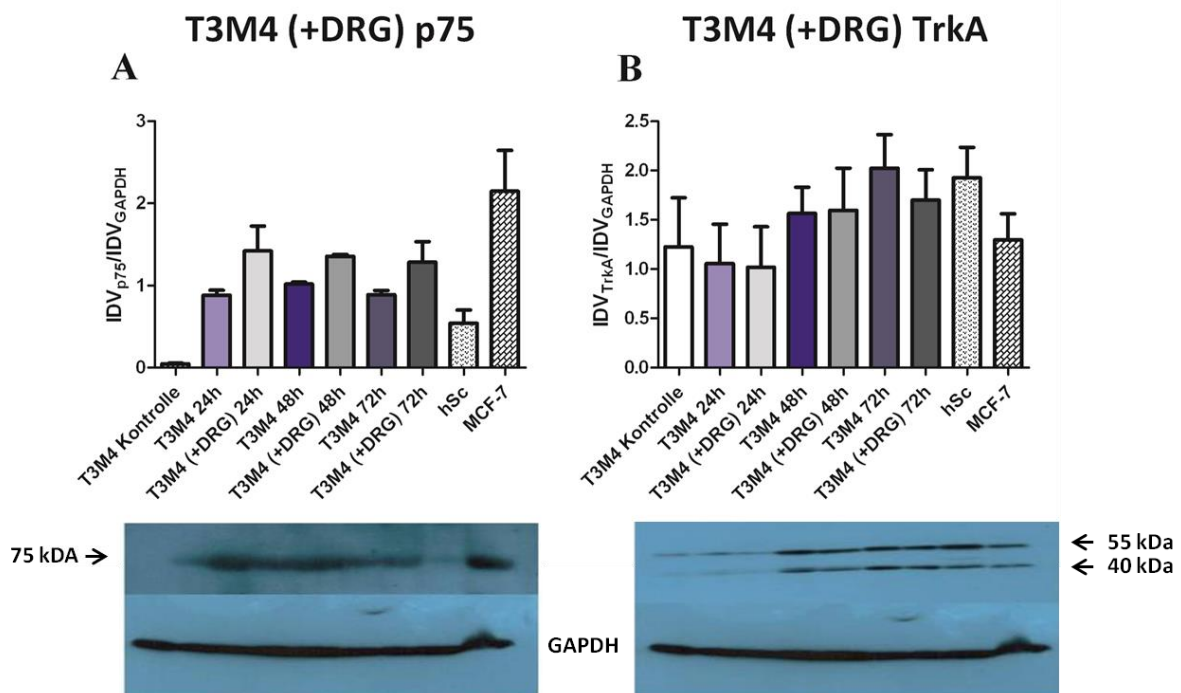 T3M4 (+DRG) p75
A
IDVp75/IDVGAPDH
3
2
1
0
T3M4 Kontrolle
T3M4 24h
T3M4 (+DRG) 24h
T3M4 48h
T3M4 (+DRG) 48h
T3M4 72h
T3M4 (+DRG) 72h
hSc
MCF-7
75 kDA →
T3M4 (+DRG) TrkA
B
IDVTrkA/IDVGAPDH
2.5
2.0
1.5
1.0
0.5
0.0
T3M4 Kontrolle
T3M4 24h
T3M4 (+DRG) 24h
T3M4 48h
T3M4 (+DRG) 48h
T3M4 72h
T3M4 (+DRG) 72h
hSc
MCF-7
← 55 kDa
← 40 kDa
GAPDH